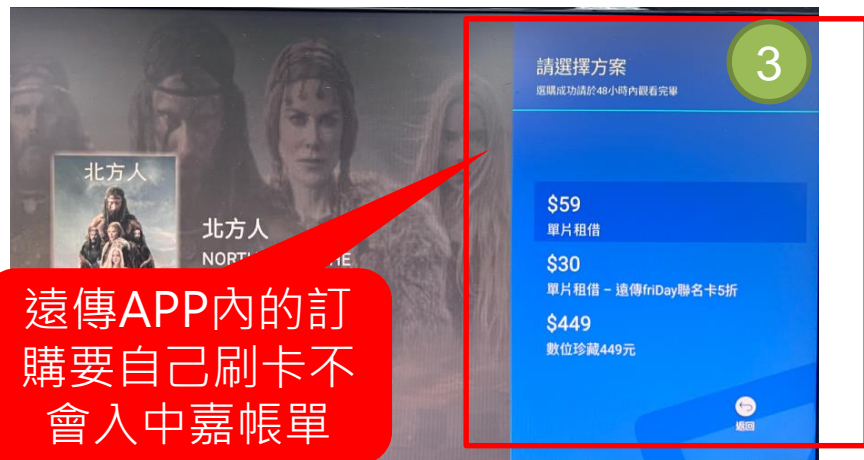 請選擇方案
選購成功請於48小時內觀看完畢
3
北方人
北方人
$59
單片租借
$30
單片租借 – 遠傳friDay聯名卡5折
$449
數位珍藏449元
返回
遠傳APP內的訂
購要自己刷卡不
會入中嘉帳單